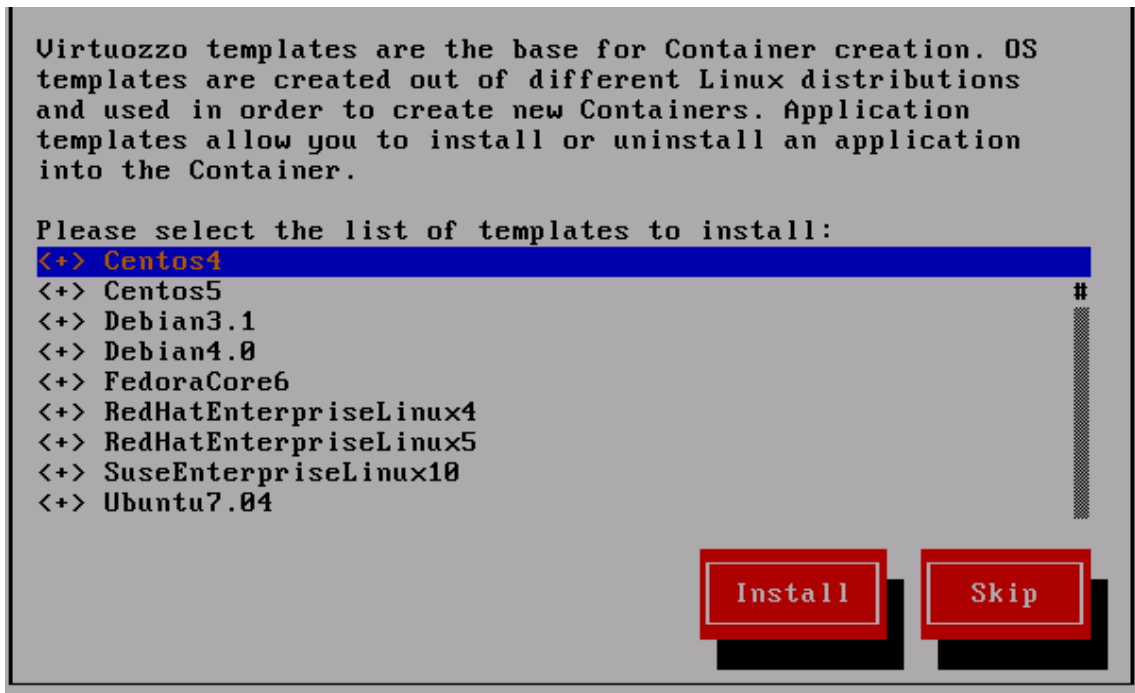 Virtuozzo templates are the base for Container creation. OS
templates are created out of different Linux distributions
and used in order to create new Containers. Application
templates allow you to install or uninstall an application
into the Container.
Please select the list of templates to install:
<+> Centos4
<+> Centos5 #
<+> Debian3.1
<+> Debian4.0
<+> FedoraCore6
<+> RedHatEnterpriseLinux4
<+> RedHatEnterpriseLinux5
<+> SuseEnterpriseLinux10
<+> Ubuntu7.04
Install Skip